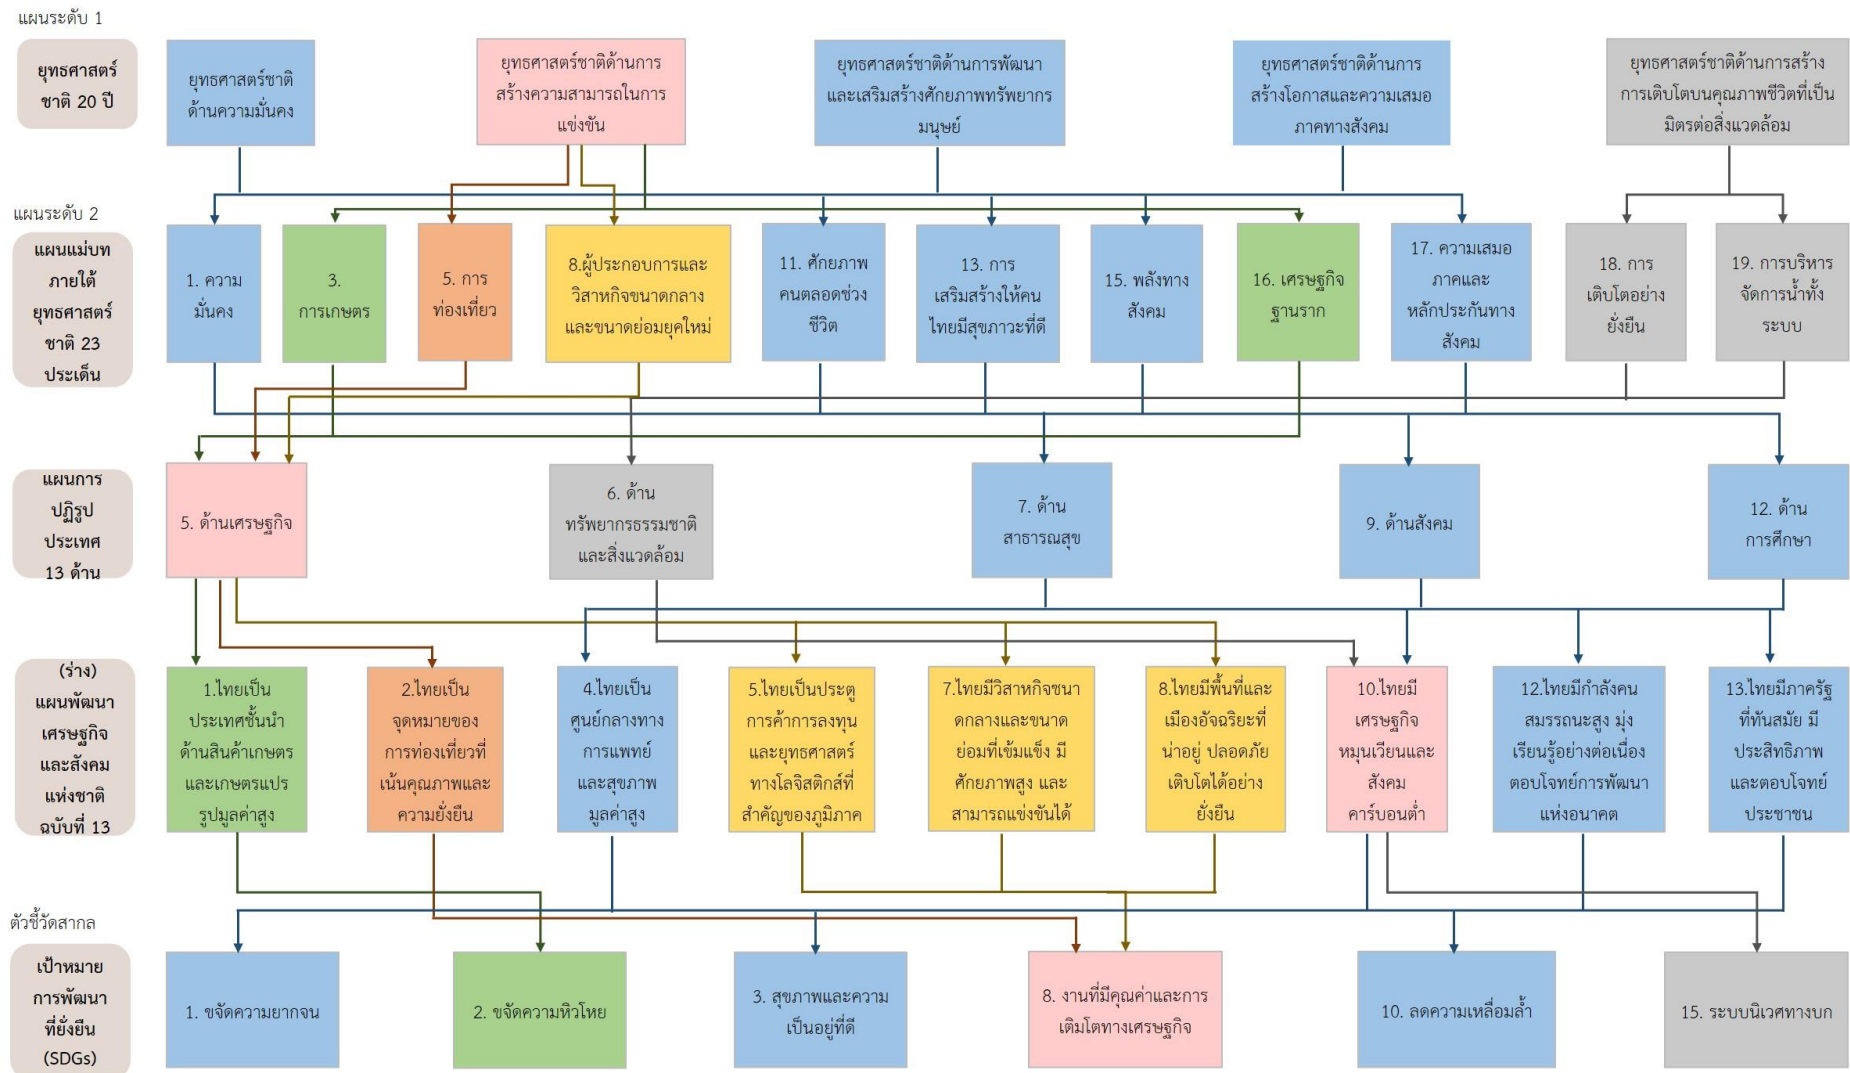 แผนระดับ 1
ยุทธศาสตร์
ชาติ 20 ปี
ยุทธศาสตร์ชาติ
ด้านความมั่นคง
ยุทธศาสตร์ชาติด้านการ
สร้างความสามารถในการ
แข่งขัน
ยุทธศาสตร์ชาติด้านการพัฒนา
และเสริมสร้างศักยภาพทรัพยากร
มนุษย์
ยุทธศาสตร์ชาติด้านการ
สร้างโอกาสและความเสมอ
ภาคทางสังคม
ยุทธศาสตร์ชาติด้านการสร้าง
การเติบโตบนคุณภาพชีวิตที่เป็น
มิตรต่อสิ่งแวดล้อม
แผนระดับ 2
แผนแม่บท
ภายใต้
ยุทธศาสตร์
ชาติ 23
ประเด็น
1. ความ
มั่นคง
3.
การเกษตร
5. การ
ท่องเที่ยว
8.ผู้ประกอบการและ
วิสาหกิจขนาดกลาง
และขนาดย่อมยุคใหม่
11. ศักยภาพ
คนตลอดช่วง
ชีวิต
13. การ
เสริมสร้างให้คน
ไทยมีสุขภาวะที่ดี
15. พลังทาง
สังคม
16. เศรษฐกิจ
ฐานราก
17. ความเสมอ
ภาคและ
หลักประกันทาง
สังคม
18. การ
เติบโตอย่าง
ยั่งยืน
19. การบริหาร
จัดการน้ำทั้ง
ระบบ
แผนการ
ปฏิรูป
ประเทศ
13 ด้าน
5. ด้านเศรษฐกิจ
6. ด้าน
ทรัพยากรธรรมชาติ
และสิ่งแวดล้อม
7. ด้าน
สาธารณสุข
9. ด้านสังคม
12. ด้าน
การศึกษา
(ร่าง)
แผนพัฒนา
เศรษฐกิจ
และสังคม
แห่งชาติ
ฉบับที่ 13
1.ไทยเป็น
ประเทศชั้นนำ
ด้านสินค้าเกษตร
และเกษตรแปร
รูปมูลค่าสูง
2.ไทยเป็น
จุดหมายของ
การท่องเที่ยวที่
เน้นคุณภาพและ
ความยั่งยืน
4.ไทยเป็น
ศูนย์กลางทาง
การแพทย์
และสุขภาพ
มูลค่าสูง
5.ไทยเป็นประตู
การค้าการลงทุน
และยุทธศาสตร์
ทางโลจิสติกส์ที่
สำคัญของภูมิภาค
7.ไทยมีวิสาหกิจขนา
ดกลางและขนาด
ย่อมที่เข้มแข็ง มี
ศักยภาพสูง และ
สามารถแข่งขันได้
8.ไทยมีพื้นที่และ
เมืองอัจฉริยะที่
น่าอยู่ ปลอดภัย
เติบโตได้อย่าง
ยั่งยืน
10.ไทยมี
เศรษฐกิจ
หมุนเวียนและ
สังคม
คาร์บอนต่ำ
12.ไทยมีกำลังคน
สมรรถนะสูง มุ่ง
เรียนรู้อย่างต่อเนื่อง
ตอบโจทย์การพัฒนา
แห่งอนาคต
13.ไทยมีภาครัฐ
ที่ทันสมัย มี
ประสิทธิภาพ
และตอบโจทย์
ประชาชน
ตัวชี้วัดสากล
เป้าหมาย
การพัฒนา
ที่ยั่งยืน
(SDGs)
1. ขจัดความยากจน
2. ขจัดความหิวโหย
3. สุขภาพและความ
เป็นอยู่ที่ดี
8. งานที่มีคุณค่าและการ
เติมโตทางเศรษฐกิจ
10. ลดความเหลื่อมล้ำ
15. ระบบนิเวศทางบก